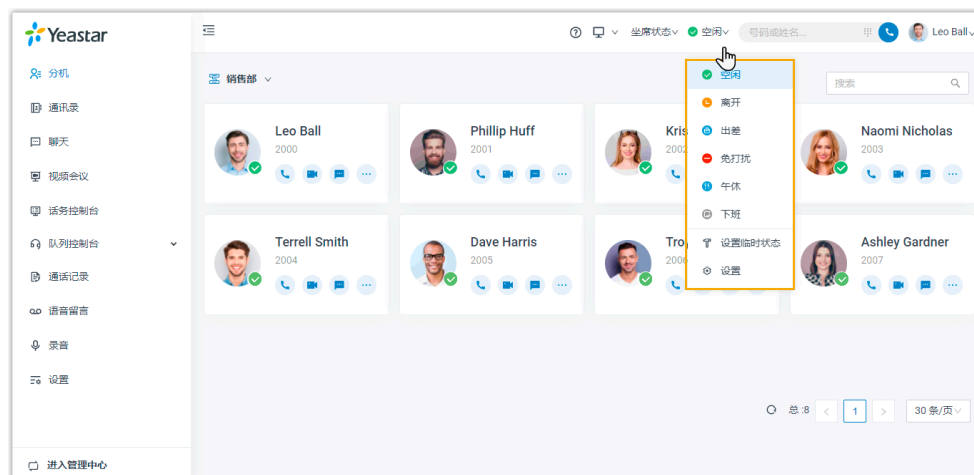 Yeastar
坐席状态
空闲
号码或姓名...
Leo Ball
分机
通讯录
聊天
视频会议
话务控制台
队列控制台
通话记录
语音留言
录音
设置
进入管理中心
销售部
搜索
空闲
离开
出差
免打扰
午休
下班
设置临时状态
设置
Leo Ball
2000
Phillip Huff
2001
Kris
2002
Naomi Nicholas
2003
Terrell Smith
2004
Dave Harris
2005
Tro
2006
Ashley Gardner
2007
总:8
1
30 条/页